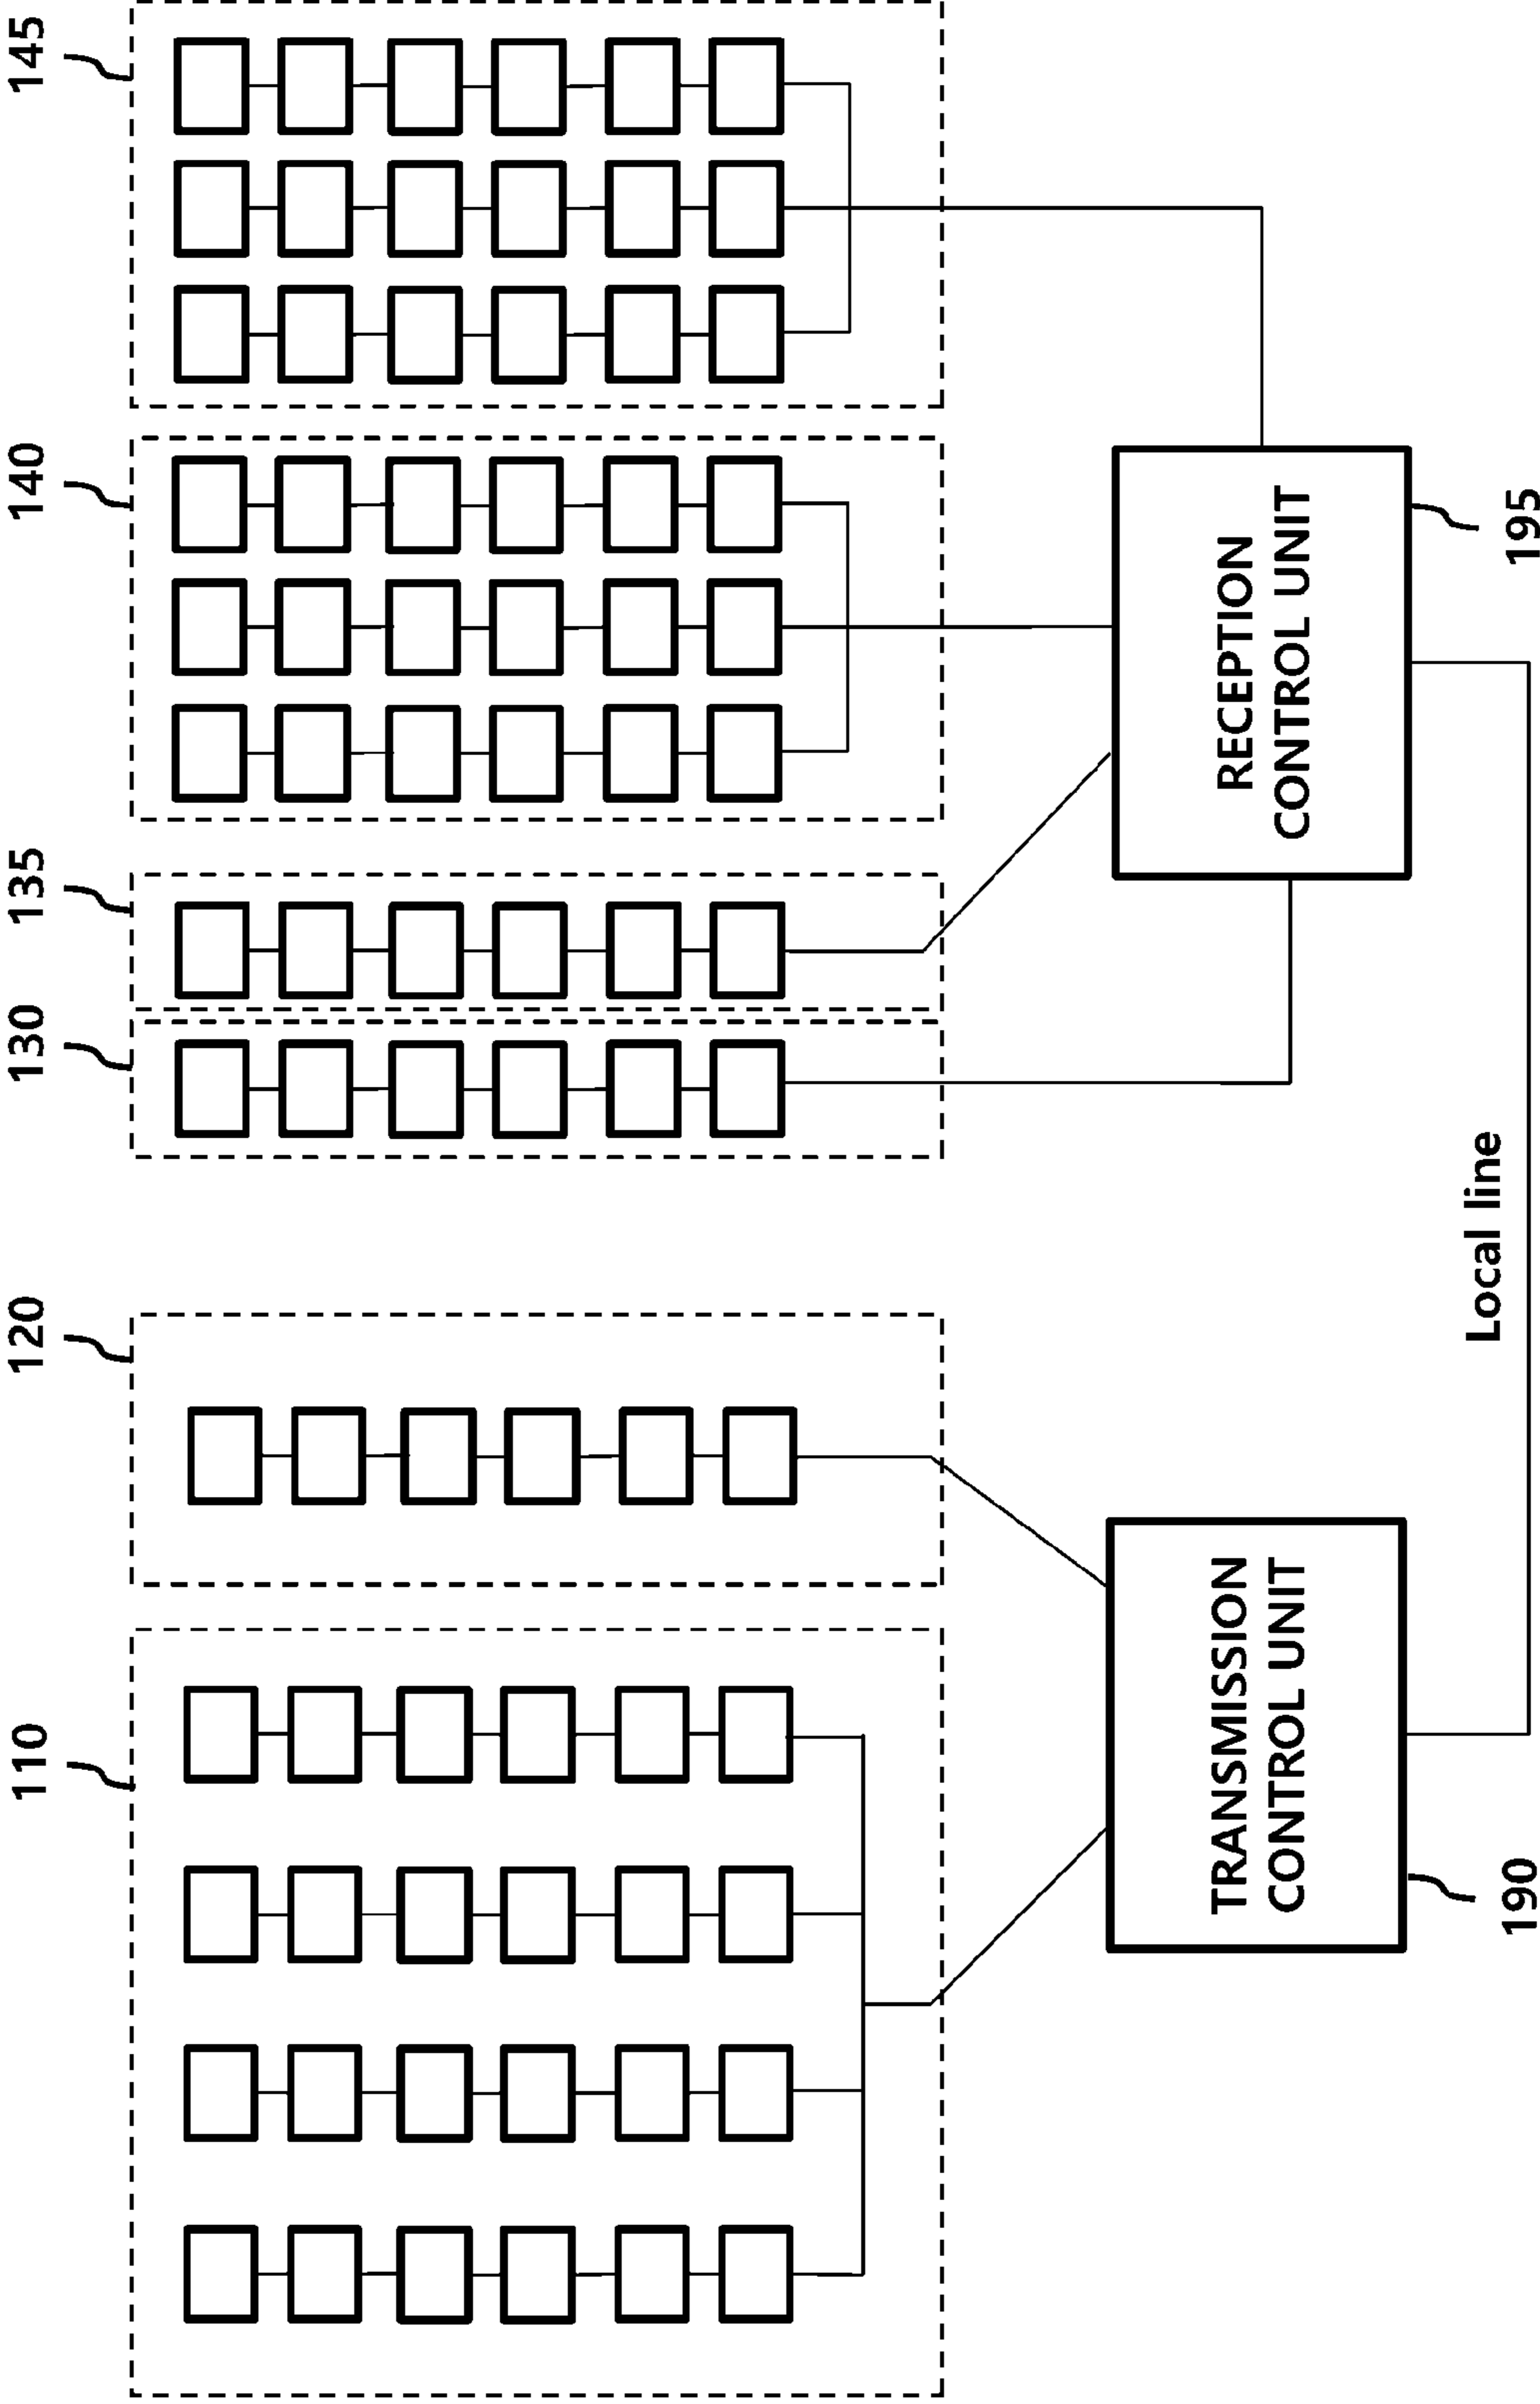 110
120
130
135
140
145
TRANSMISSION
CONTROL UNIT
RECEPTION
CONTROL UNIT
Local line
190
195